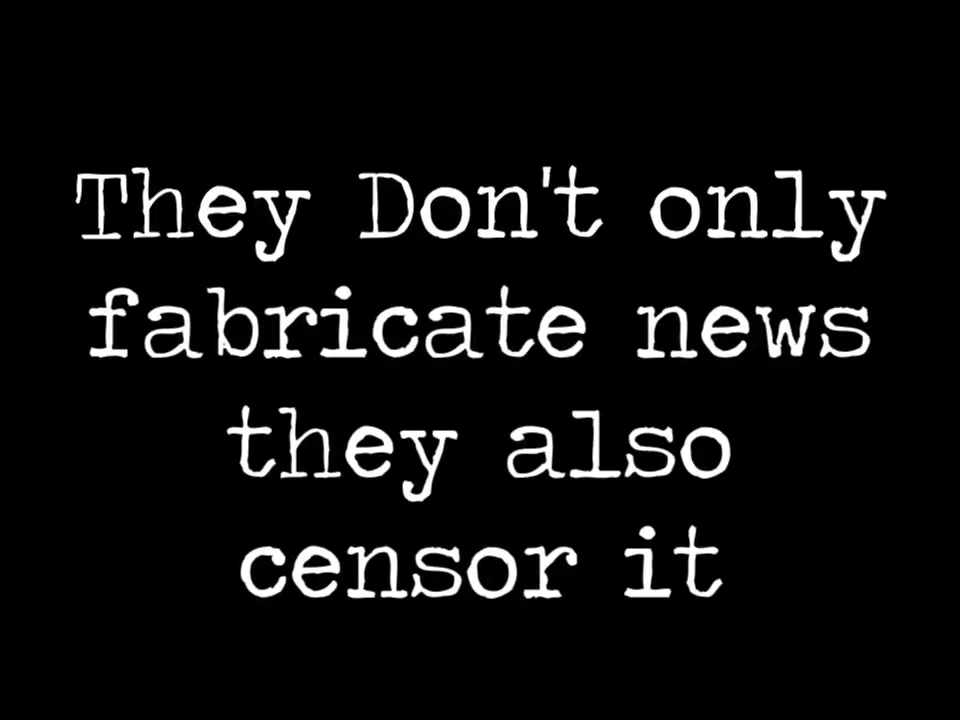 They Don't only
fabricate news
they also
censor it